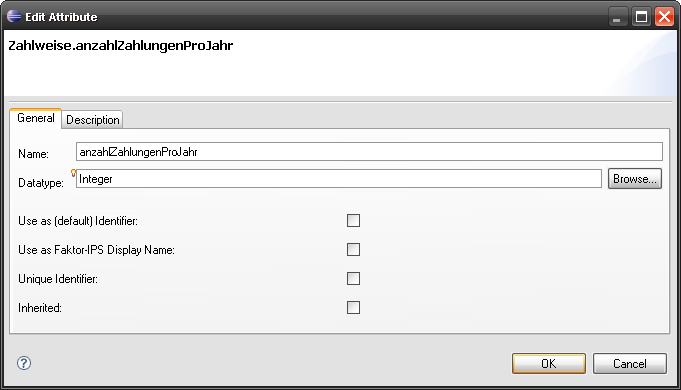 Edit Attribute
Zahlweise.anzahlZahlungenProJahr
General Description
Name: anzahlZahlungenProJahr
Datatype: Integer Browse...
Use as (default) Identifier:
Use as Faktor-IPS Display Name:
Unique Identifier:
Inherited:
? OK Cancel